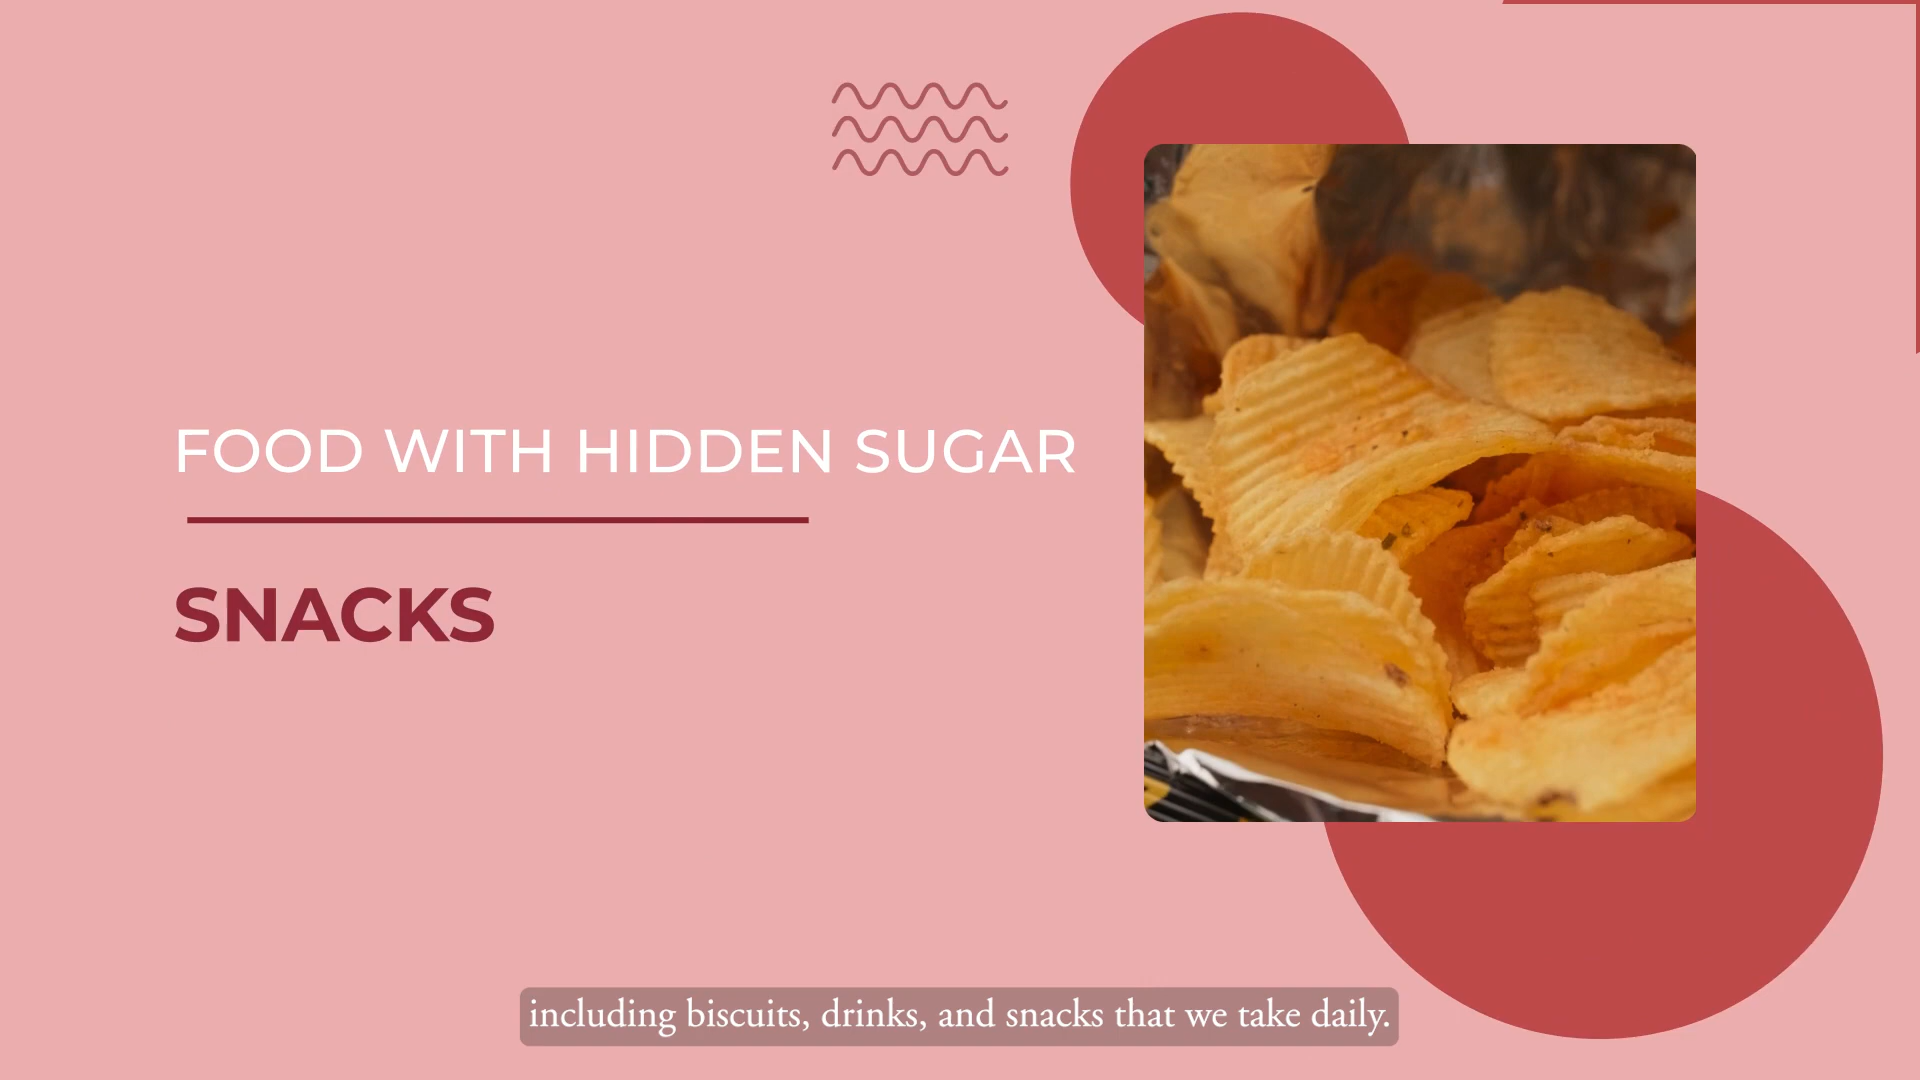 FOOD WITH HIDDEN SUGAR
SNACKS
including biscuits, drinks, and snacks that we take daily.